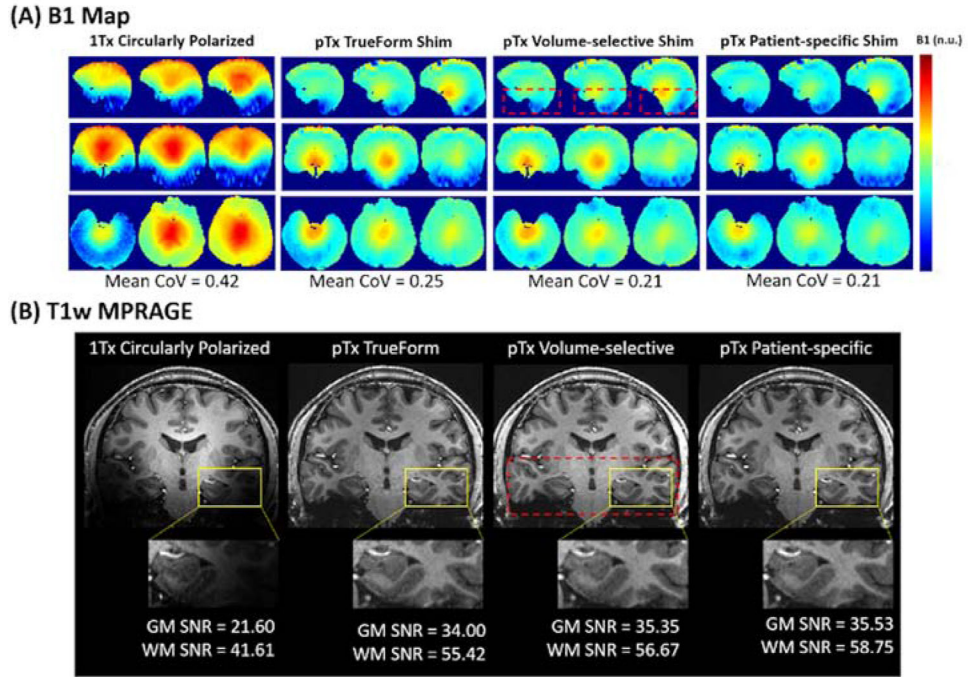 (A) B1 Map
1Tx Circularly Polarized pTx TrueForm Shim pTx Volume-selective Shim pTx Patient-specific Shim B1 (n.u.)
Mean CoV = 0.42 Mean CoV = 0.25 Mean CoV = 0.21 Mean CoV = 0.21
(B) T1w MPRAGE
1Tx Circularly Polarized pTx TrueForm pTx Volume-selective pTx Patient-specific
GM SNR = 21.60 GM SNR = 34.00 GM SNR = 35.35 GM SNR = 35.53
WM SNR = 41.61 WM SNR = 55.42 WM SNR = 56.67 WM SNR = 58.75